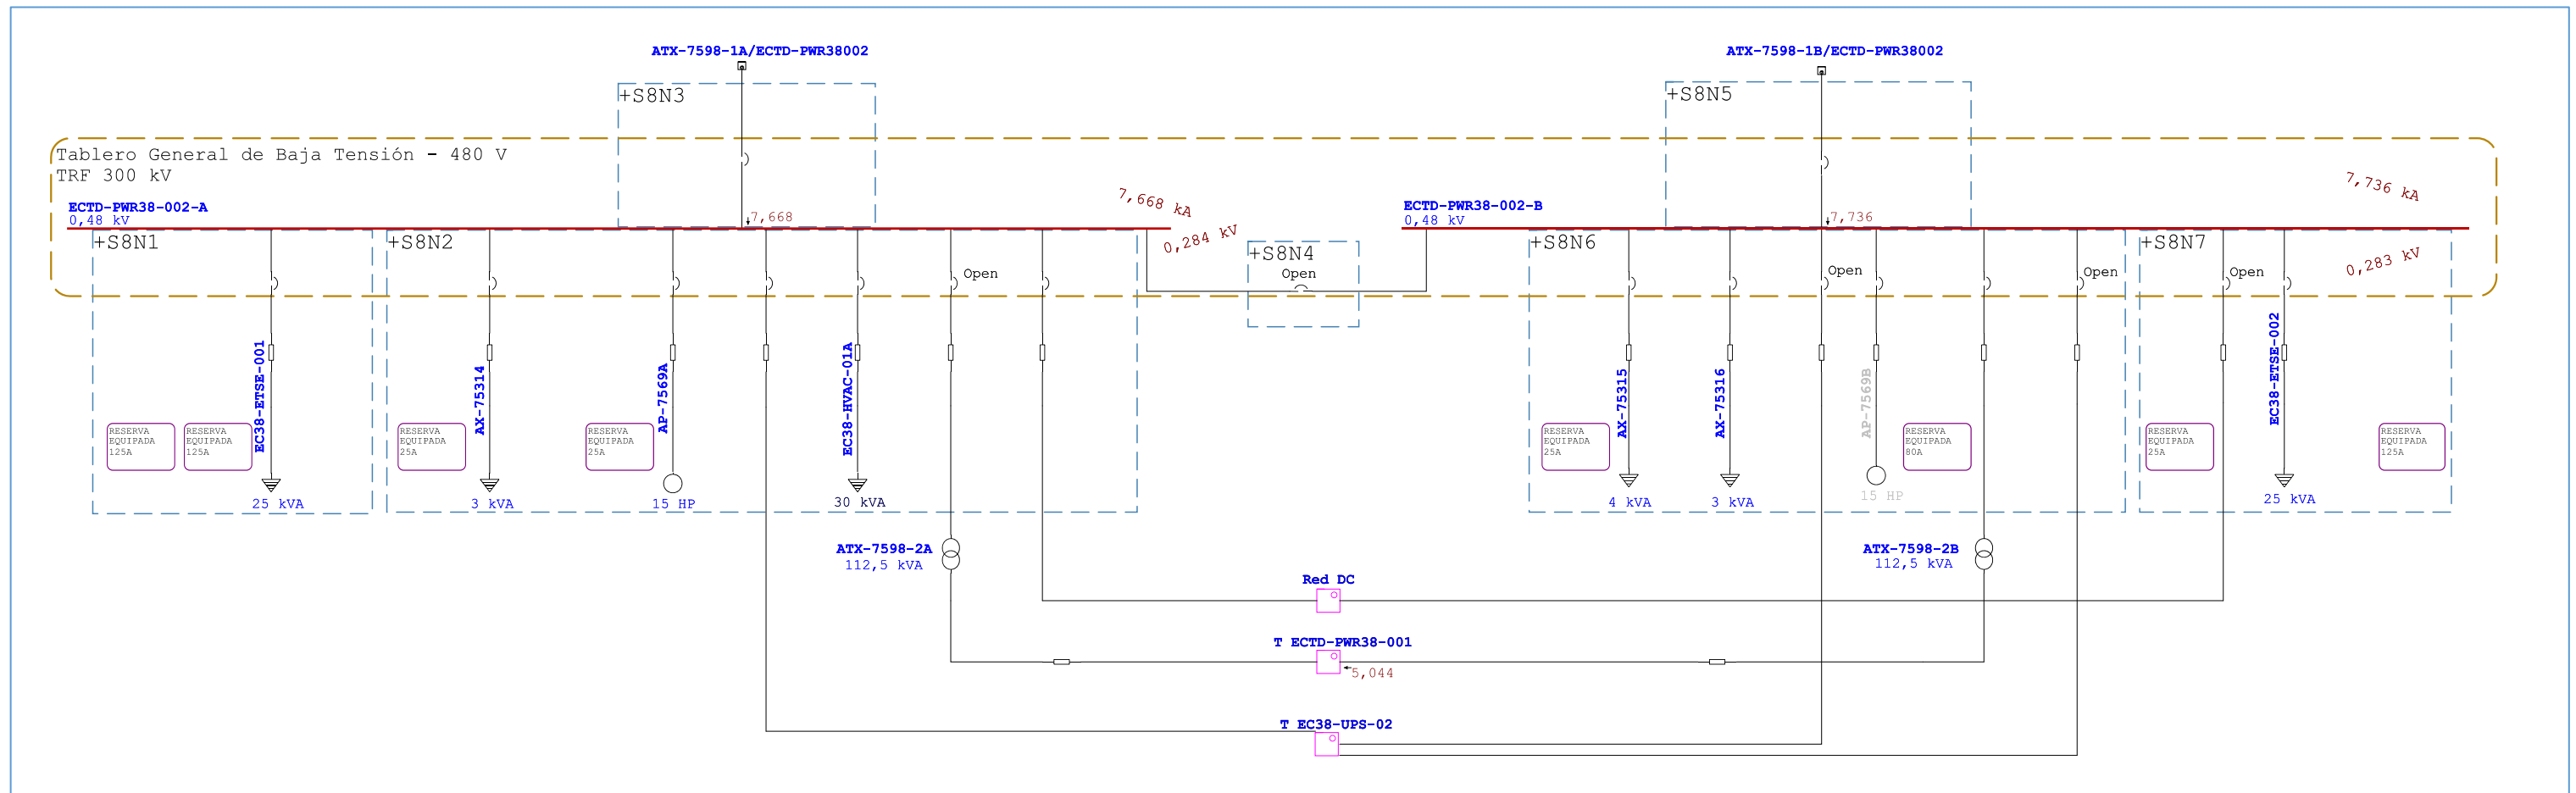 ATX-7598-1A/ECTD-PWR38002
ATX-7598-1B/ECTD-PWR38002
+S8N3
+S8N5
Tablero General de Baja Tensión - 480 V
TRF 300 kV
ECTD-PWR38-002-A
0,48 kV
7,668
7,668 kA
0,284 kV
ECTD-PWR38-002-B
0,48 kV
7,736
7,736 kA
0,283 kV
+S8N1
+S8N2
+S8N4
Open
+S8N6
+S8N7
Open
Open
Open
Open
EC38-ETSE-001
AX-75314
AP-7569A
EC38-HVAC-01A
AX-75315
AX-75316
AP-7569B
EC38-ETSE-002
RESERVA
EQUIPADA
125A
RESERVA
EQUIPADA
125A
RESERVA
EQUIPADA
25A
RESERVA
EQUIPADA
25A
RESERVA
EQUIPADA
25A
RESERVA
EQUIPADA
80A
RESERVA
EQUIPADA
25A
RESERVA
EQUIPADA
125A
25 kVA
3 kVA
15 HP
30 kVA
4 kVA
3 kVA
15 HP
25 kVA
ATX-7598-2A
112,5 kVA
ATX-7598-2B
112,5 kVA
Red DC
T ECTD-PWR38-001
5,044
T EC38-UPS-02